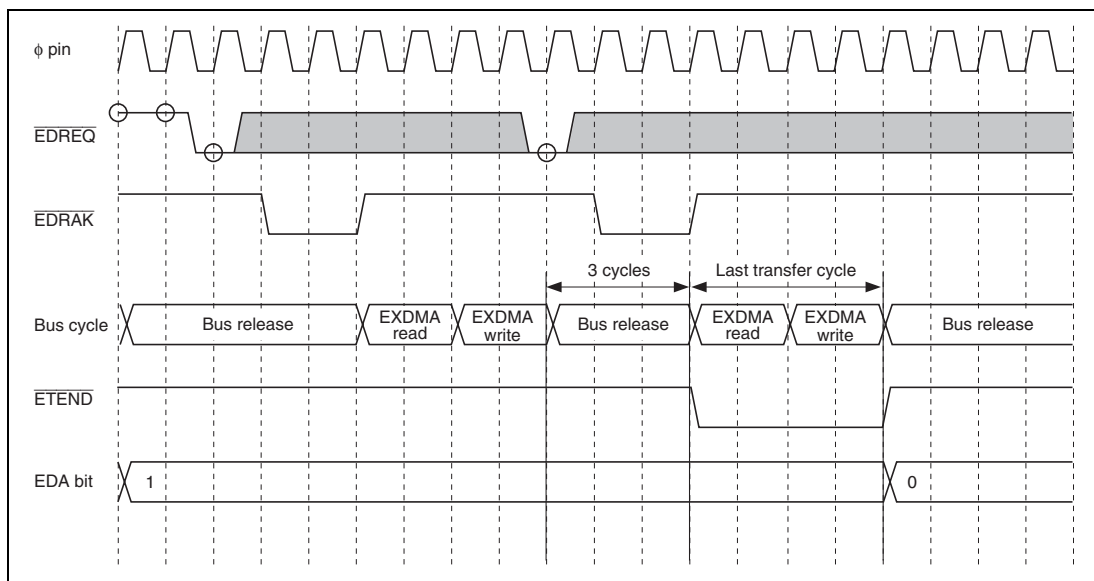 φ pin
EDREQ
EDRAK
3 cycles
Last transfer cycle
Bus cycle
Bus release
EXDMA
read
EXDMA
write
Bus release
EXDMA
read
EXDMA
write
Bus release
ETEND
EDA bit
1
0